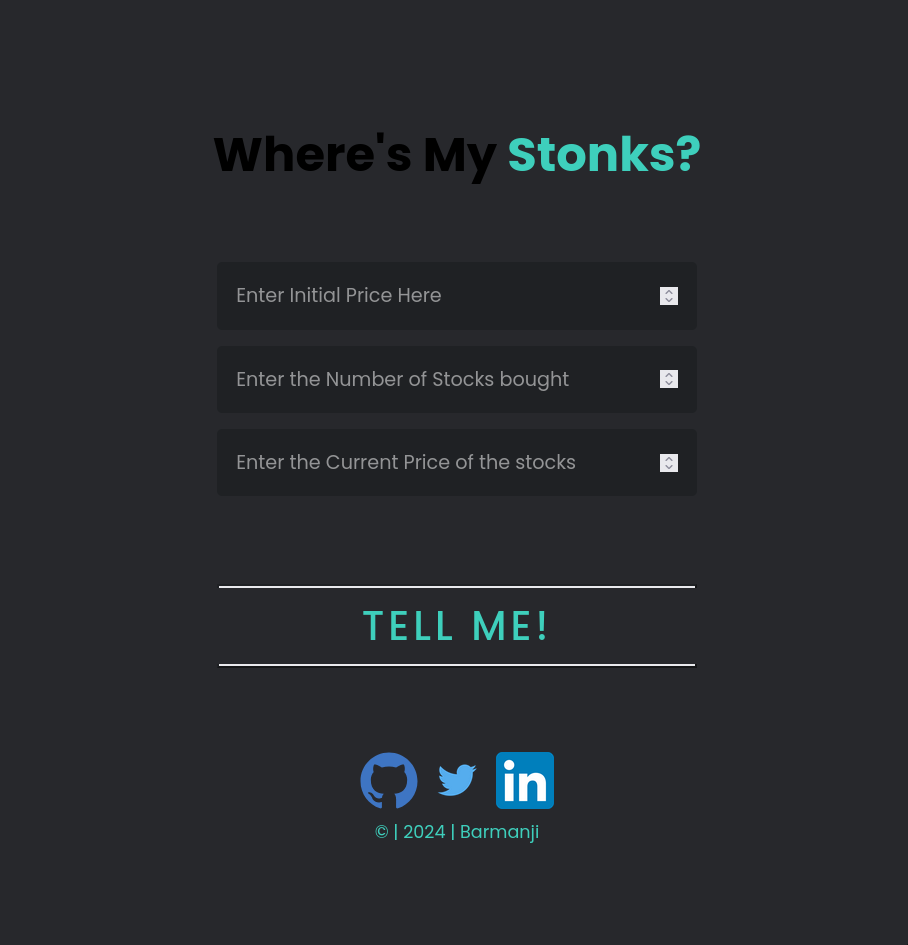 Where's My Stonks?
Enter Initial Price Here
Enter the Number of Stocks bought
Enter the Current Price of the stocks
TELL ME!
in
© | 2024 | Barmanji